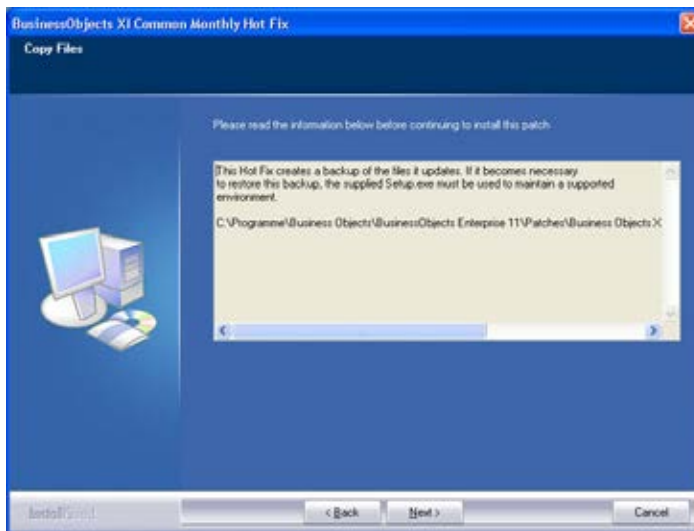 BusinessObjects XI Common Monthly Hot Fix
Copy Files
Please read the information below before continuing to install this patch
This Hot Fix creates a backup of the files it updates. If it becomes necessary
to restore this backup, the supplied Setup.exe must be used to maintain a supported
environment.
C:\Programme\Business Objects\BusinessObjects Enterprise 11\Patches\Business Objects X
InstallShield
< Back
Next >
Cancel